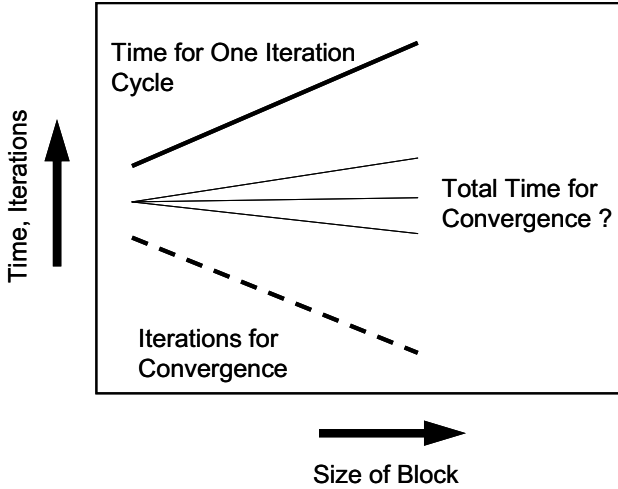 Time for One Iteration
Cycle
Time, Iterations
Total Time for
Convergence ?
Iterations for
Convergence
Size of Block